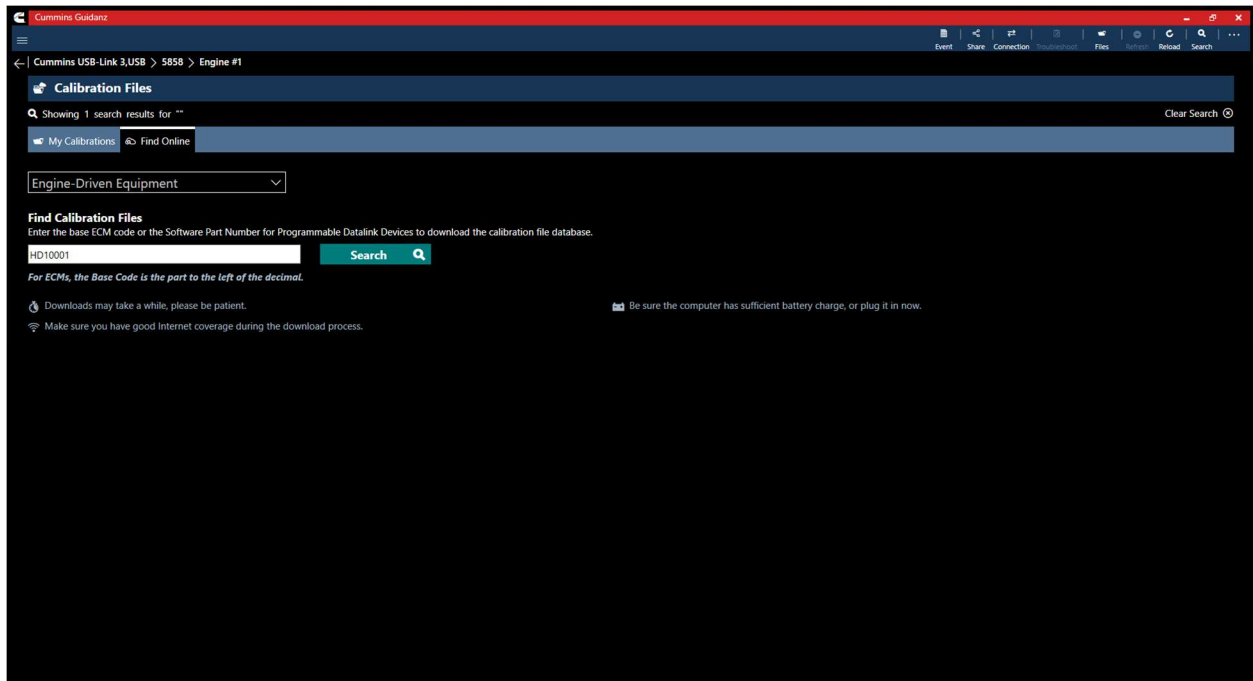 Cummins Guidanz
Event Share Connection Troubleshoot Files Refresh Reload Search
Cummins USB-Link 3,USB > 5858 > Engine #1
Calibration Files
Showing 1 search results for ""
Clear Search
My Calibrations Find Online
Engine-Driven Equipment
Find Calibration Files
Enter the base ECM code or the Software Part Number for Programmable Datalink Devices to download the calibration file database.
HD10001 Search
For ECMs, the Base Code is the part to the left of the decimal.
Downloads may take a while, please be patient.
Be sure the computer has sufficient battery charge, or plug it in now.
Make sure you have good Internet coverage during the download process.